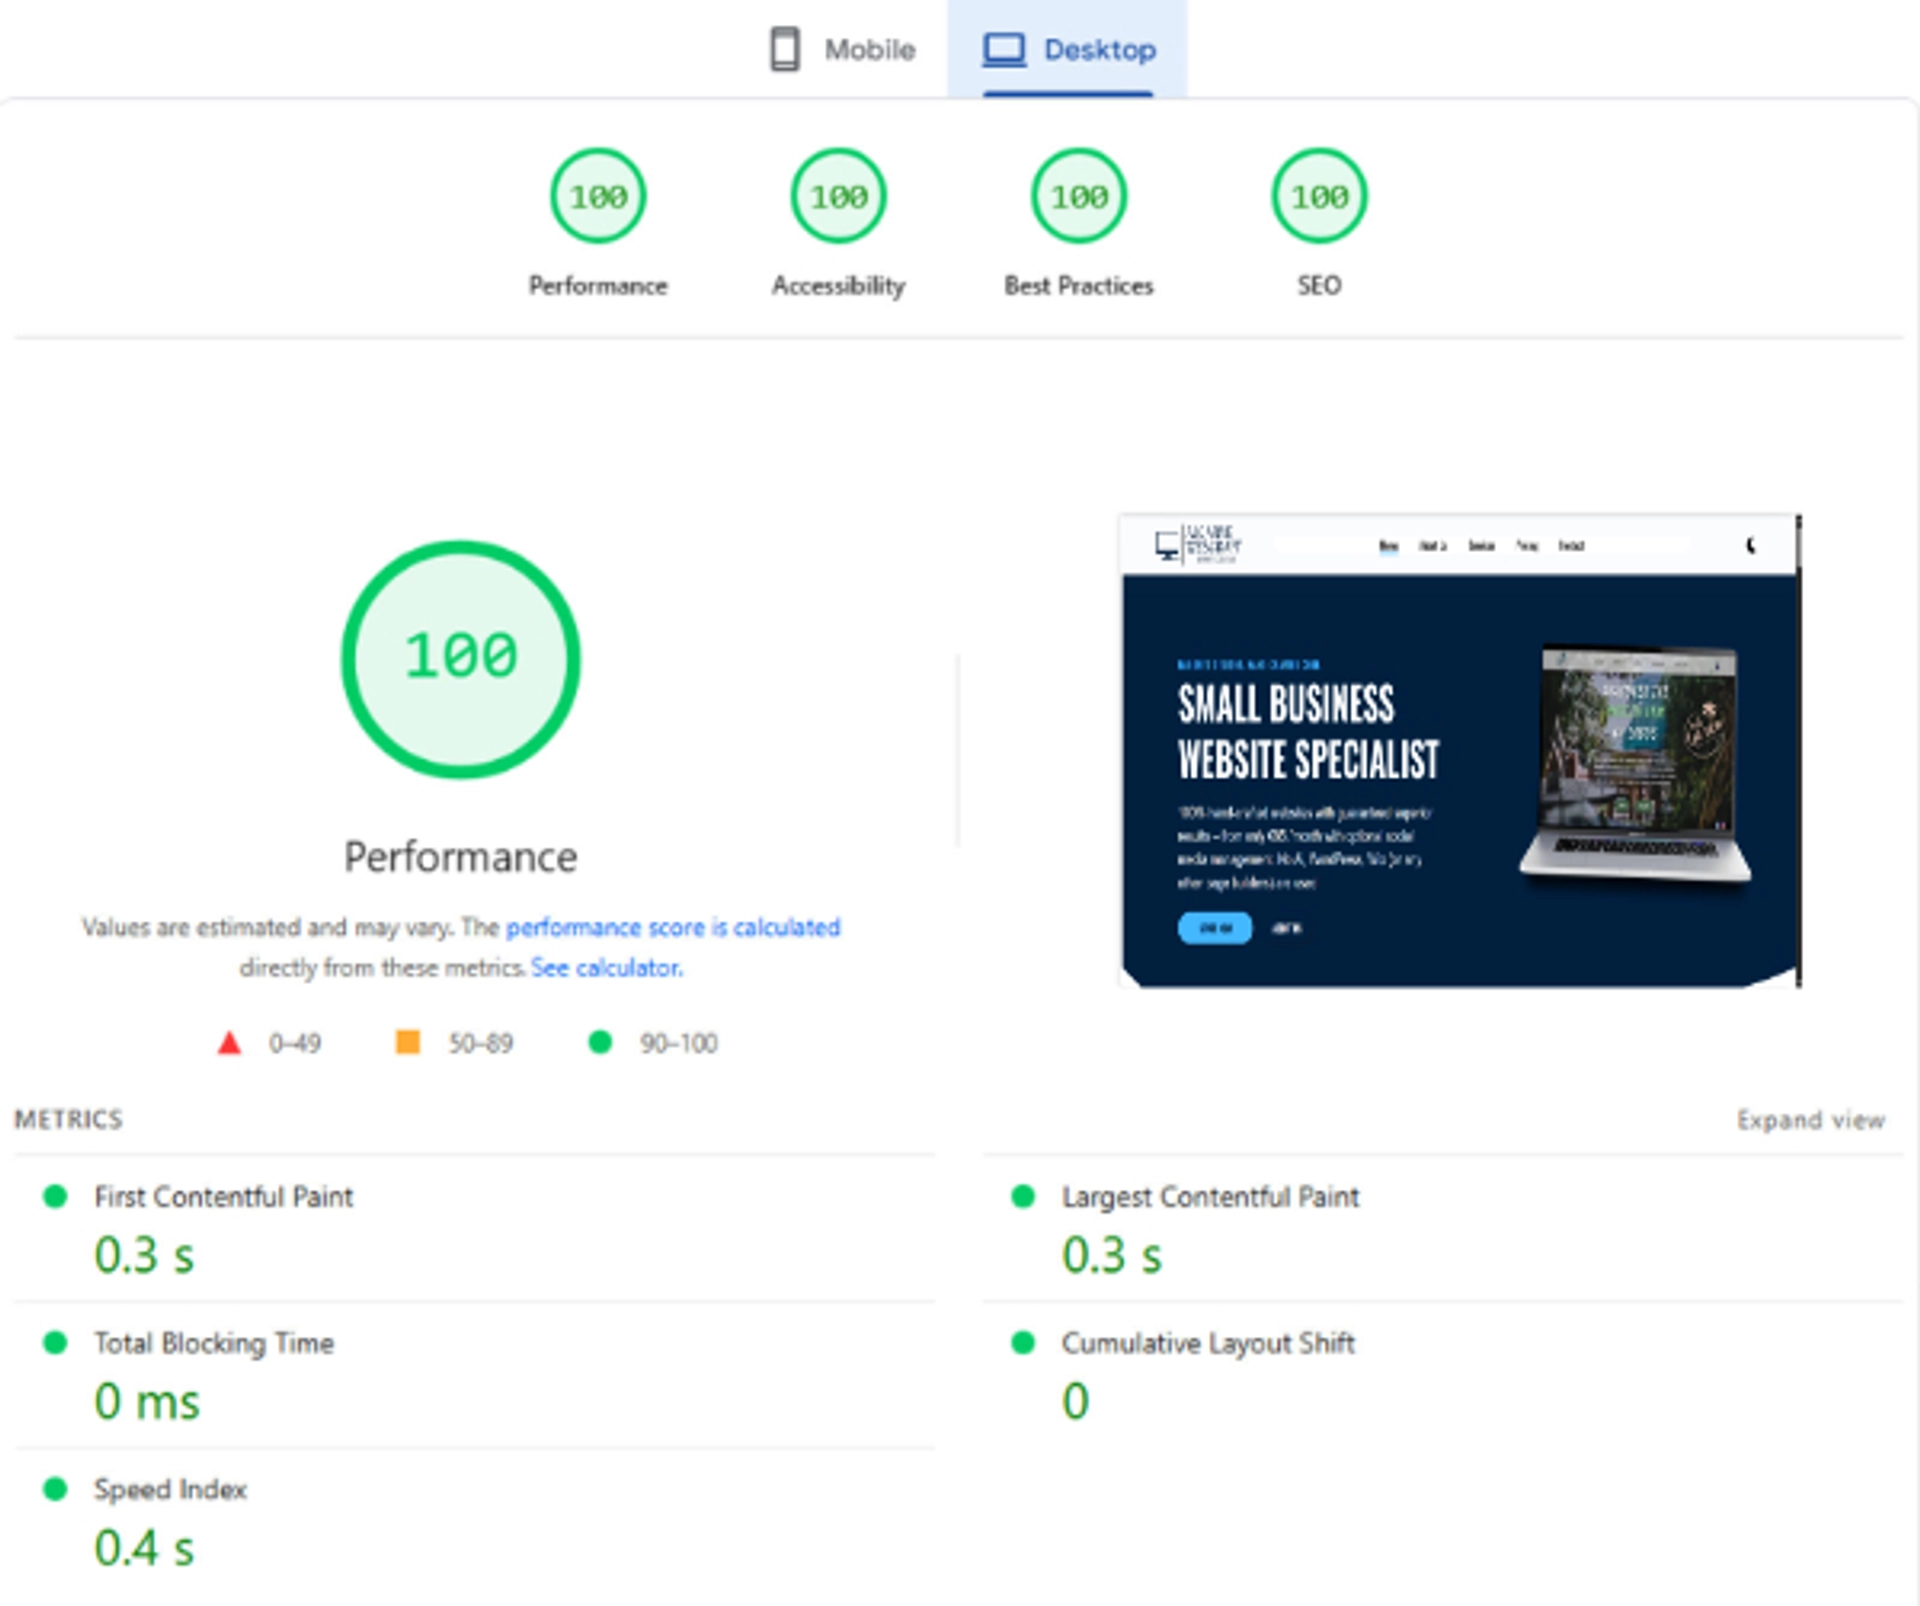 Mobile
Desktop
100
100
100
100
Performance
Accessibility
Best Practices
SEO
100
Performance
Values are estimated and may vary. The performance score is calculated
directly from these metrics. See calculator.
0–49
50–89
90–100
SMALL BUSINESS
WEBSITE SPECIALIST
METRICS
Expand view
First Contentful Paint
0.3 s
Largest Contentful Paint
0.3 s
Total Blocking Time
0 ms
Cumulative Layout Shift
0
Speed Index
0.4 s